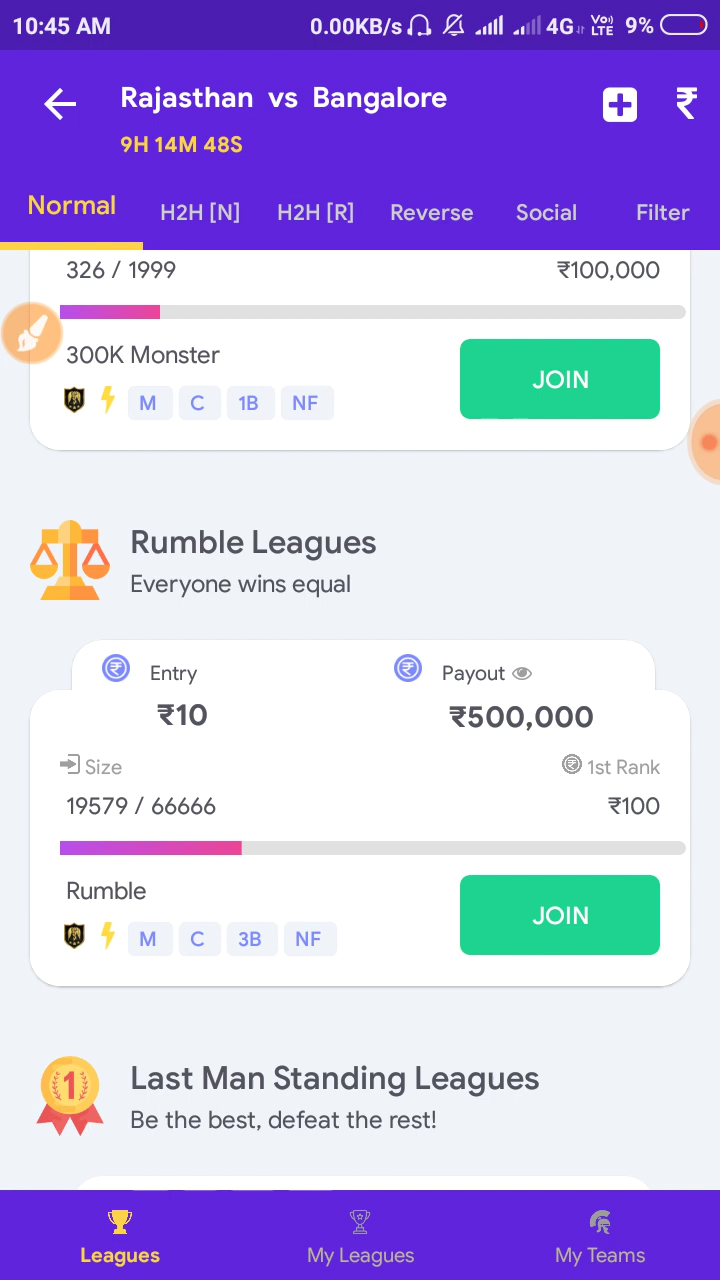 10:45 AM 0.00KB/s 4G VoLTE 9%
Rajasthan vs Bangalore
9H 14M 48S
Normal H2H [N] H2H [R] Reverse Social Filter
326 / 1999 ₹100,000
300K Monster
JOIN
M C 1B NF
Rumble Leagues
Everyone wins equal
Entry Payout
₹10 ₹500,000
Size 1st Rank
19579 / 66666 ₹100
Rumble
JOIN
M C 3B NF
1
Last Man Standing Leagues
Be the best, defeat the rest!
Leagues My Leagues My Teams